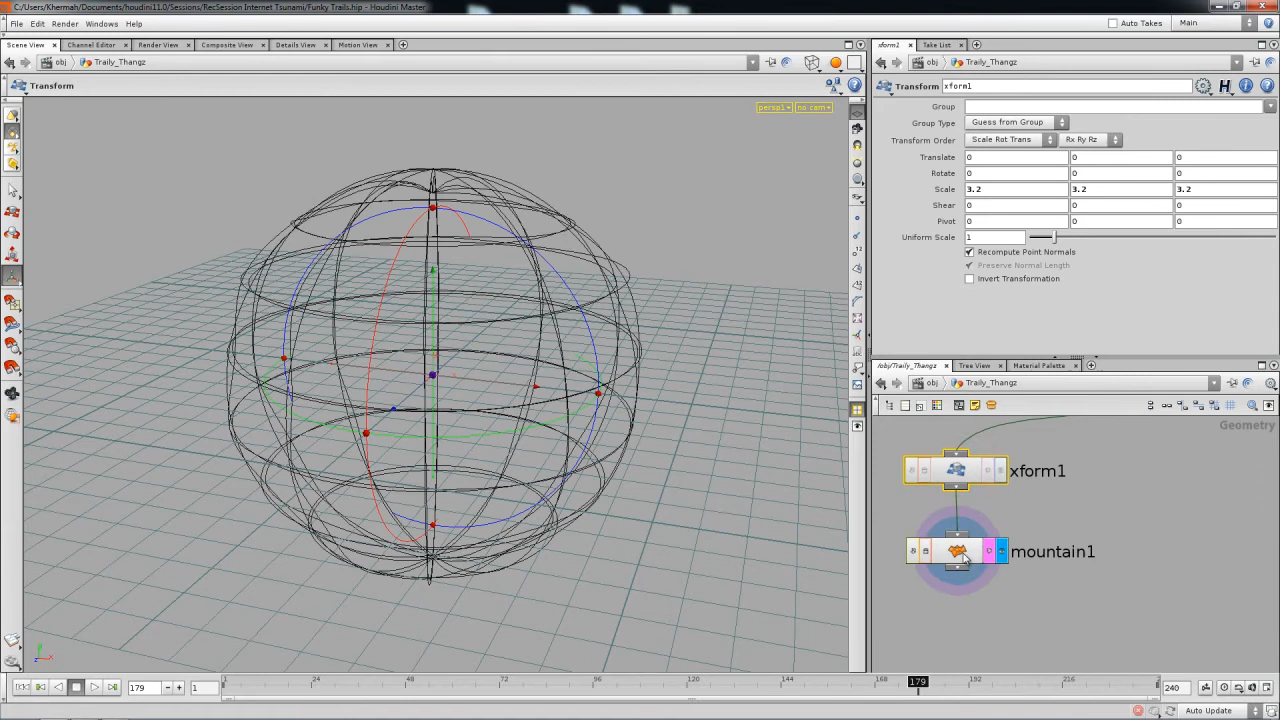 C:/Users/Khermah/Documents/houdini11.0/Sessions/RecSession Internet Tsunami/Funky Trails.hip - Houdini Master
File Edit Render Windows Help
Auto Takes Main
Scene View Channel Editor Render View Composite View Details View Motion View
obj Traily_Thangz
Transform
persp1 no cam
xform1 Take List
obj Traily_Thangz
Transform xform1
Group
Group Type Guess from Group
Transform Order Scale Rot Trans Rx Ry Rz
Translate 0 0 0
Rotate 0 0 0
Scale 3.2 3.2 3.2
Shear 0 0 0
Pivot 0 0 0
Uniform Scale 1
Recompute Point Normals
Preserve Normal Length
Invert Transformation
/obj/Traily_Thangz Tree View Material Palette
obj Traily_Thangz
Geometry
xform1
mountain1
179 1 1 24 48 72 96 120 144 168 179 192 216 2 240
Auto Update